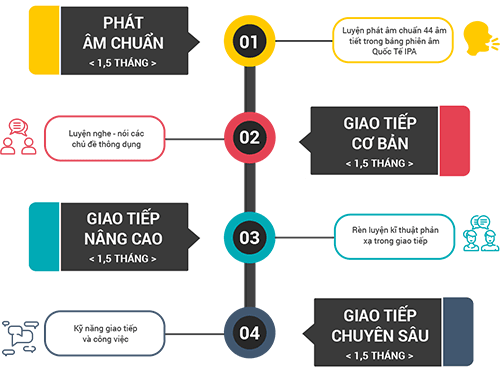 PHÁT
ÂM CHUẨN
< 1,5 THÁNG >
01
Luyện phát âm chuẩn 44 âm
tiết trong bảng phiên âm
Quốc Tế IPA
Luyện nghe - nói các
chủ đề thông dụng
02
GIAO TIẾP
CƠ BẢN
< 1,5 THÁNG >
GIAO TIẾP
NÂNG CAO
< 1,5 THÁNG >
03
Rèn luyện kĩ thuật phản
xạ trong giao tiếp
Kỹ năng giao tiếp
và công việc
04
GIAO TIẾP
CHUYÊN SÂU
< 1,5 THÁNG >